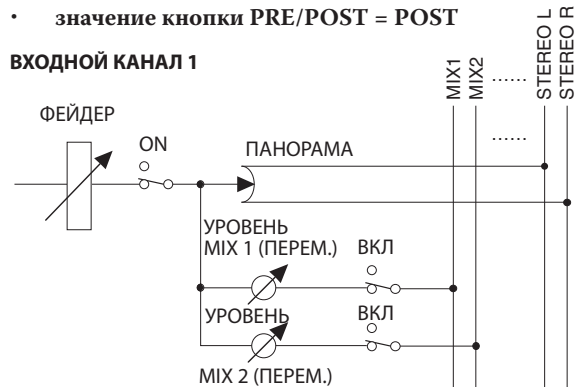 • значение кнопки PRE/POST = POST
ВХОДНОЙ КАНАЛ 1
MIX1
MIX2
......
STEREO L
STEREO R
......
ФЕЙДЕР
ON
ПАНОРАМА
УРОВЕНЬ
MIX 1 (ПЕРЕМ.)
ВКЛ
УРОВЕНЬ
ВКЛ
MIX 2 (ПЕРЕМ.)